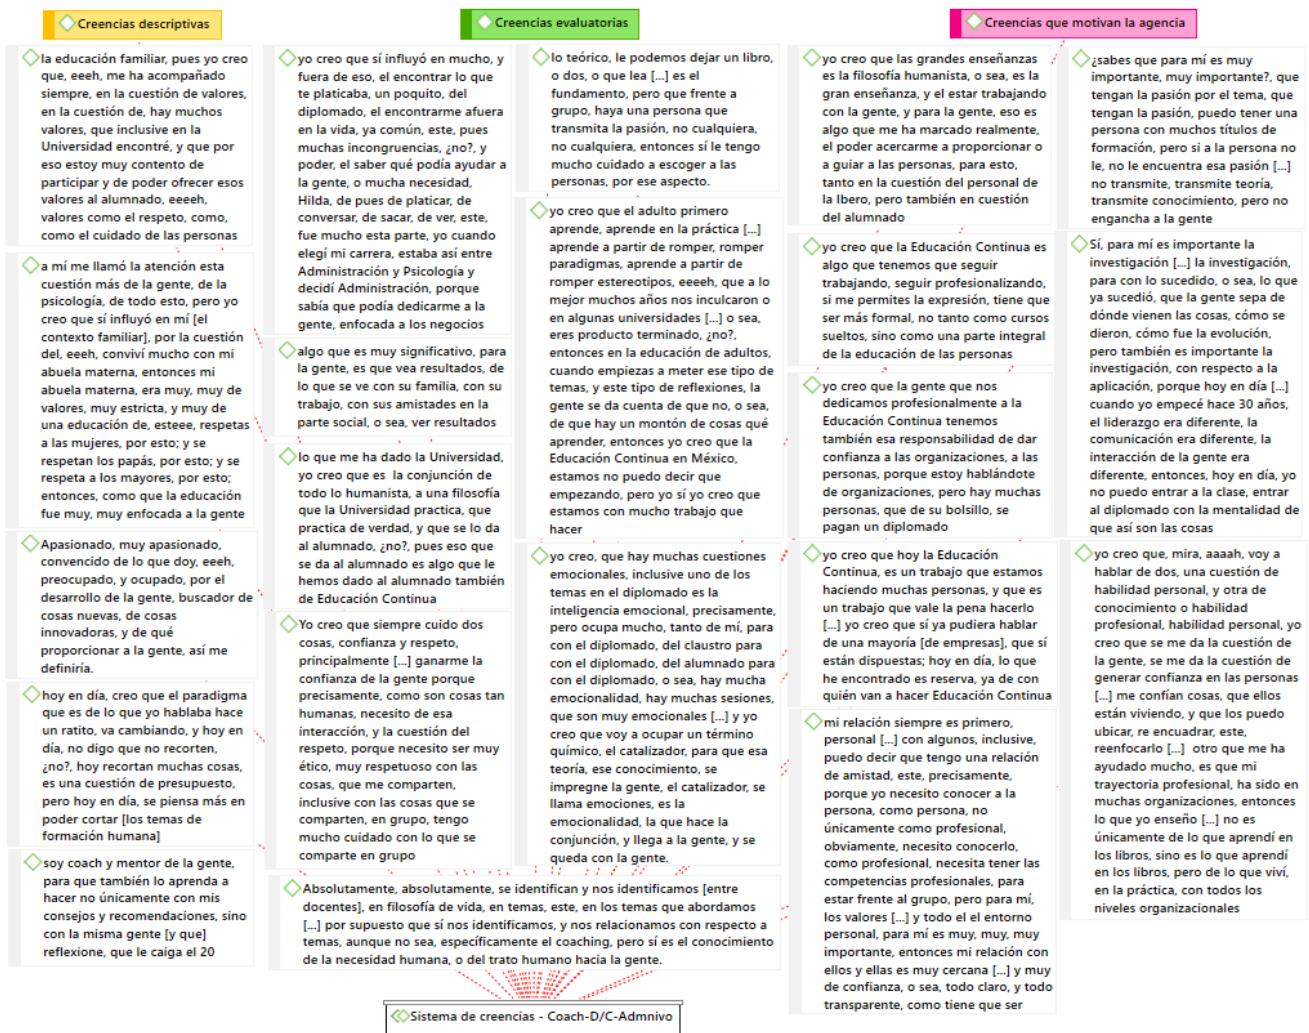 Creencias descriptivas
la educación familiar, pues yo creo
que, eeeh, me ha acompañado
siempre, en la cuestión de valores,
en la cuestión de, hay muchos
valores, que inclusive en la
Universidad encontré, y que por
eso estoy muy contento de
participar y de poder ofrecer esos
valores al alumnado, eeeeh,
valores como el respeto, como,
como el cuidado de las personas
a mí me llamó la atención esta
cuestión más de la gente, de la
psicología, de todo esto, pero yo
creo que sí influyó en mí [el
contexto familiar], por la cuestión
del, eeeh, conviví mucho con mi
abuela materna, entonces mi
abuela materna, era muy, muy de
valores, muy estricta, y muy de
una educación de, esteee, respetas
a las mujeres, por esto; y se
respetan los papás, por esto; y se
respeta a los mayores, por esto;
entonces, como que la educación
fue muy, muy enfocada a la gente
Apasionado, muy apasionado,
convencido de lo que doy, eeeh,
preocupado, y ocupado, por el
desarrollo de la gente, buscador de
cosas nuevas, de cosas
innovadoras, y de qué
proporcionar a la gente, así me
definiría.
hoy en día, creo que el paradigma
que es de lo que yo hablaba hace
un ratito, va cambiando, y hoy en
día, no digo que no recorten,
¿no?, hoy recortan muchas cosas,
es una cuestión de presupuesto,
pero hoy en día, se piensa más en
poder cortar [los temas de
formación humana]
soy coach y mentor de la gente,
para que también lo aprenda a
hacer no únicamente con mis
consejos y recomendaciones, sino
con la misma gente [y que]
reflexione, que le caiga el 20
Creencias evaluatorias
yo creo que sí influyó en mucho, y
fuera de eso, el encontrar lo que
te platicaba, un poquito, del
diplomado, el encontrarme afuera
en la vida, ya común, este, pues
muchas incongruencias, ¿no?, y
poder, el saber qué podía ayudar a
la gente, o mucha necesidad,
Hilda, de pues de platicar, de
conversar, de sacar, de ver, este,
fue mucho esta parte, yo cuando
elegí mi carrera, estaba así entre
Administración y Psicología y
decidí Administración, porque
sabía que podía dedicarme a la
gente, enfocada a los negocios
algo que es muy significativo, para
la gente, es que vea resultados, de
lo que se ve con su familia, con su
trabajo, con sus amistades en la
parte social, o sea, ver resultados
lo que me ha dado la Universidad,
yo creo que es  la conjunción de
todo lo humanista, a una filosofía
que la Universidad practica, que
practica de verdad, y que se lo da
al alumnado, ¿no?, pues eso que
se da al alumnado es algo que le
hemos dado al alumnado también
de Educación Continua
Yo creo que siempre cuido dos
cosas, confianza y respeto,
principalmente [...] ganarme la
confianza de la gente porque
precisamente, como son cosas tan
humanas, necesito de esa
interacción, y la cuestión del
respeto, porque necesito ser muy
ético, muy respetuoso con las
cosas, que me comparten,
inclusive con las cosas que se
comparten, en grupo, tengo
mucho cuidado con lo que se
comparte en grupo
lo teórico, le podemos dejar un libro,
o dos, o que lea [...] es el
fundamento, pero que frente a
grupo, haya una persona que
transmita la pasión, no cualquiera,
no cualquiera, entonces sí le tengo
mucho cuidado a escoger a las
personas, por ese aspecto.
yo creo que el adulto primero
aprende, aprende en la práctica [...]
aprende a partir de romper, romper
paradigmas, aprende a partir de
romper estereotipos, eeeeh, que a lo
mejor muchos años nos inculcaron o
en algunas universidades [...] o sea,
eres producto terminado, ¿no?,
entonces en la educación de adultos,
cuando empiezas a meter ese tipo de
temas, y este tipo de reflexiones, la
gente se da cuenta de que no, o sea,
de que hay un montón de cosas qué
aprender, entonces yo creo que la
Educación Continua en México,
estamos no puedo decir que
empezando, pero yo sí yo creo que
estamos con mucho trabajo que
hacer
yo creo, que hay muchas cuestiones
emocionales, inclusive uno de los
temas en el diplomado es la
inteligencia emocional, precisamente,
pero ocupa mucho, tanto de mí, para
con el diplomado, del claustro para
con el diplomado, del alumnado para
con el diplomado, o sea, hay mucha
emocionalidad, hay muchas sesiones,
que son muy emocionales [...] y yo
creo que voy a ocupar un término
químico, el catalizador, para que esa
teoría, ese conocimiento, se
impregne la gente, el catalizador, se
llama emociones, es la
emocionalidad, la que hace la
conjunción, y llega a la gente, y se
queda con la gente.
Absolutamente, absolutamente, se identifican y nos identificamos [entre
docentes], en filosofía de vida, en temas, este, en los temas que abordamos
[...] por supuesto que sí nos identificamos, y nos relacionamos con respecto a
temas, aunque no sea, específicamente el coaching, pero sí es el conocimiento
de la necesidad humana, o del trato humano hacia la gente.
Creencias que motivan la agencia
yo creo que las grandes enseñanzas
es la filosofía humanista, o sea, es la
gran enseñanza, y el estar trabajando
con la gente, y para la gente, eso es
algo que me ha marcado realmente,
el poder acercarme a proporcionar o
a guiar a las personas, para esto,
tanto en la cuestión del personal de
la Ibero, pero también en cuestión
del alumnado
yo creo que la Educación Continua es
algo que tenemos que seguir
trabajando, seguir profesionalizando,
si me permites la expresión, tiene que
ser más formal, no tanto como cursos
sueltos, sino como una parte integral
de la educación de las personas
yo creo que la gente que nos
dedicamos profesionalmente a la
Educación Continua tenemos
también esa responsabilidad de dar
confianza a las organizaciones, a las
personas, porque estoy hablándote
de organizaciones, pero hay muchas
personas, que de su bolsillo, se
pagan un diplomado
yo creo que hoy la Educación
Continua, es un trabajo que estamos
haciendo muchas personas, y que es
un trabajo que vale la pena hacerlo
[...] yo creo que sí ya pudiera hablar
de una mayoría [de empresas], que sí
están dispuestas; hoy en día, lo que
he encontrado es reserva, ya de con
quién van a hacer Educación Continua
mi relación siempre es primero,
personal [...] con algunos, inclusive,
puedo decir que tengo una relación
de amistad, este, precisamente,
porque yo necesito conocer a la
persona, como persona, no
únicamente como profesional,
obviamente, necesito conocerlo,
como profesional, necesita tener las
competencias profesionales, para
estar frente al grupo, pero para mí,
los valores [...] y todo el el entorno
personal, para mí es muy, muy, muy
importante, entonces mi relación con
ellos y ellas es muy cercana [...] y muy
de confianza, o sea, todo claro, y todo
transparente, como tiene que ser
¿sabes que para mí es muy
importante, muy importante?, que
tengan la pasión por el tema, que
tengan la pasión, puedo tener una
persona con muchos títulos de
formación, pero si a la persona no
le, no le encuentra esa pasión [...]
no transmite, transmite teoría,
transmite conocimiento, pero no
engancha a la gente
Sí, para mí es importante la
investigación [...] la investigación,
para con lo sucedido, o sea, lo que
ya sucedió, que la gente sepa de
dónde vienen las cosas, cómo se
dieron, cómo fue la evolución,
pero también es importante la
investigación, con respecto a la
aplicación, porque hoy en día [...]
cuando yo empecé hace 30 años,
el liderazgo era diferente, la
comunicación era diferente, la
interacción de la gente era
diferente, entonces, hoy en día, yo
no puedo entrar a la clase, entrar
al diplomado con la mentalidad de
que así son las cosas
yo creo que, mira, aaaah, voy a
hablar de dos, una cuestión de
habilidad personal, y otra de
conocimiento o habilidad
profesional, habilidad personal, yo
creo que se me da la cuestión de
la gente, se me da la cuestión de
generar confianza en las personas
[...] me confían cosas, que ellos
están viviendo, y que los puedo
ubicar, re encuadrar, este,
reenfocarlo [...]  otro que me ha
ayudado mucho, es que mi
trayectoria profesional, ha sido en
muchas organizaciones, entonces
lo que yo enseño [...] no es
únicamente de lo que aprendí en
los libros, sino es lo que aprendí
en los libros, pero de lo que viví,
en la práctica, con todos los
niveles organizacionales
Sistema de creencias - Coach-D/C-Admnivo